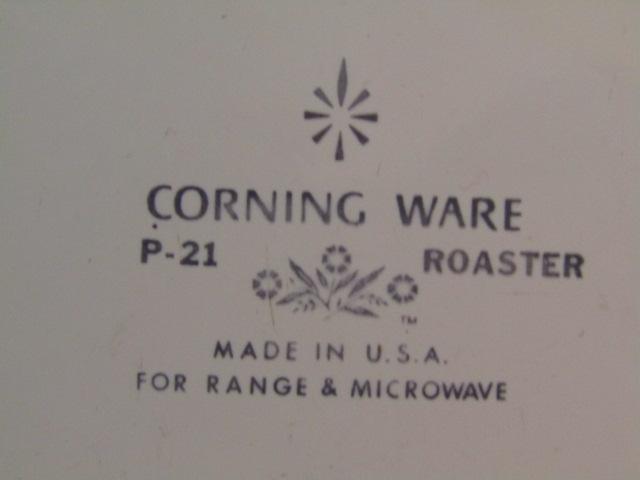 CORNING WARE
P-21 ROASTER
TM
MADE IN U.S.A.
FOR RANGE & MICROWAVE